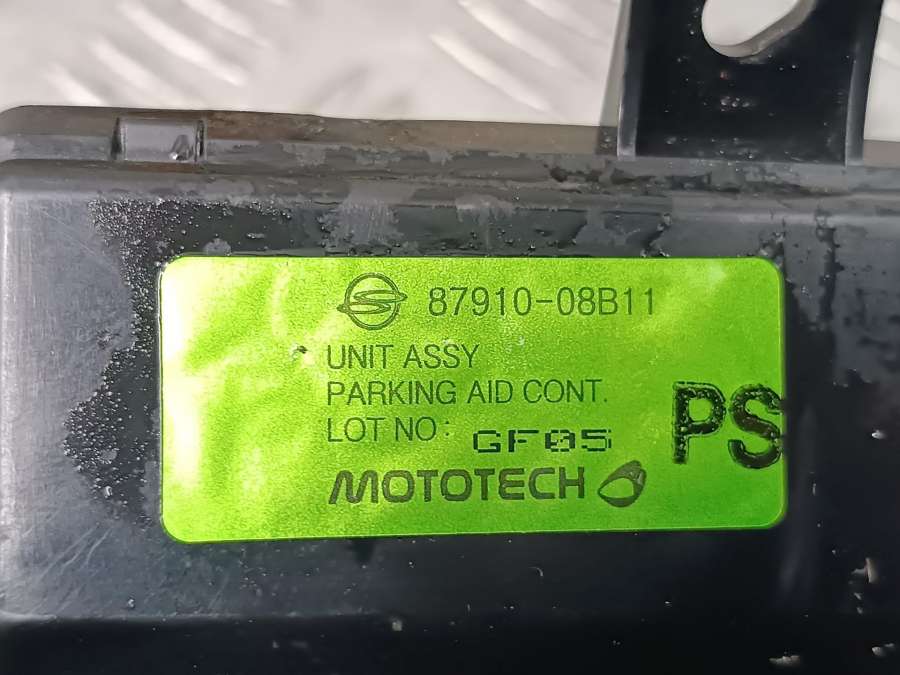 87910-08B11
UNIT ASSY
PARKING AID CONT.
LOT NO: GF05
PS
MOTOTECH